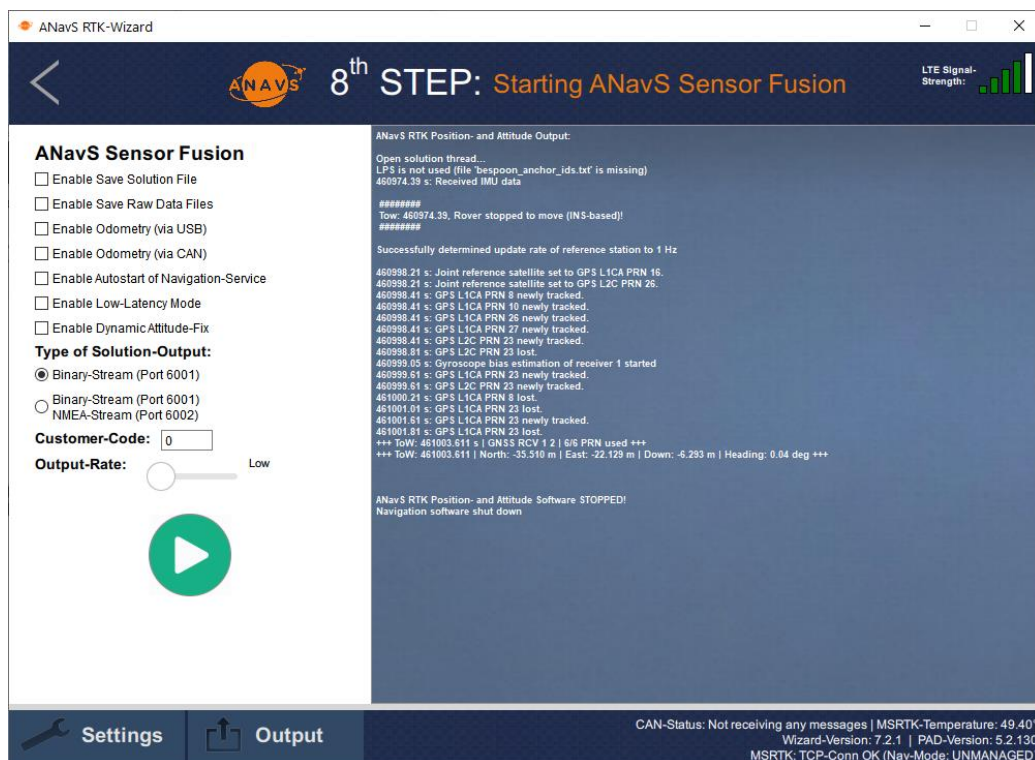 ANavS RTK-Wizard
ANAVS
8th STEP: Starting ANavS Sensor Fusion
LTE Signal-
Strength:
ANavS Sensor Fusion
Enable Save Solution File
Enable Save Raw Data Files
Enable Odometry (via USB)
Enable Odometry (via CAN)
Enable Autostart of Navigation-Service
Enable Low-Latency Mode
Enable Dynamic Attitude-Fix
Type of Solution-Output:
Binary-Stream (Port 6001)
Binary-Stream (Port 6001)
NMEA-Stream (Port 6002)
Customer-Code: 0
Output-Rate: Low
ANavS RTK Position- and Attitude Output:
Open solution thread...
LPS is not used (file 'bespoon_anchor_ids.txt' is missing)
460974.39 s: Received IMU data
########
Tow: 460974.39, Rover stopped to move (INS-based)!
########
Successfully determined update rate of reference station to 1 Hz
460998.21 s: Joint reference satellite set to GPS L1CA PRN 16.
460998.21 s: Joint reference satellite set to GPS L2C PRN 26.
460998.41 s: GPS L1CA PRN 8 newly tracked.
460998.41 s: GPS L1CA PRN 10 newly tracked.
460998.41 s: GPS L1CA PRN 26 newly tracked.
460998.41 s: GPS L1CA PRN 27 newly tracked.
460998.41 s: GPS L2C PRN 23 newly tracked.
460998.81 s: GPS L2C PRN 23 lost.
460999.05 s: Gyroscope bias estimation of receiver 1 started
460999.61 s: GPS L1CA PRN 23 newly tracked.
460999.61 s: GPS L2C PRN 23 newly tracked.
461000.21 s: GPS L1CA PRN 8 lost.
461001.01 s: GPS L1CA PRN 23 lost.
461001.61 s: GPS L1CA PRN 23 newly tracked.
461001.81 s: GPS L1CA PRN 23 lost.
+++ ToW: 461003.611 s | GNSS RCV 1 2 | 6/6 PRN used +++
+++ ToW: 461003.611 | North: -35.510 m | East: -22.129 m | Down: -6.293 m | Heading: 0.04 deg +++
ANavS RTK Position- and Attitude Software STOPPED!
Navigation software shut down
Settings
Output
CAN-Status: Not receiving any messages | MSRTK-Temperature: 49.40°
Wizard-Version: 7.2.1 | PAD-Version: 5.2.130
MSRTK: TCP-Conn OK (Nav-Mode: UNMANAGED)